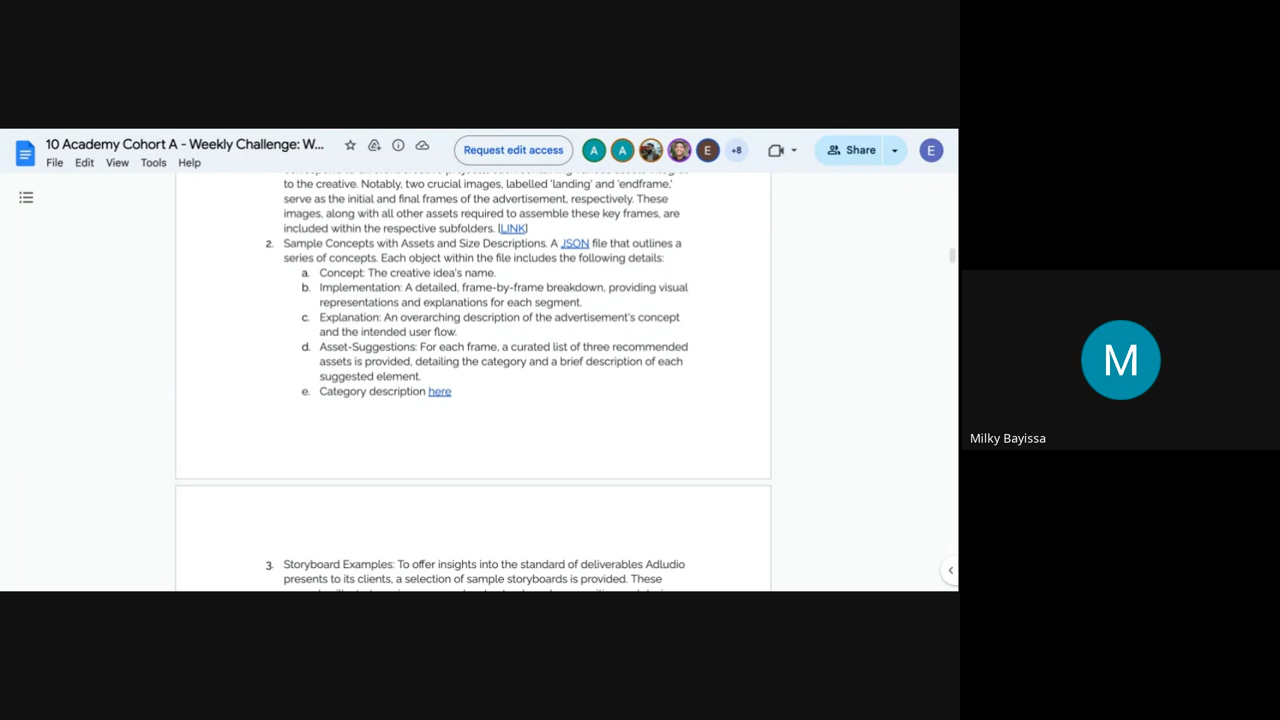 10 Academy Cohort A - Weekly Challenge: W...
File Edit View Tools Help
Request edit access
A
A
E
+8
Share
E
to the creative. Notably, two crucial images, labelled 'landing' and 'endframe,'
serve as the initial and final frames of the advertisement, respectively. These
images, along with all other assets required to assemble these key frames, are
included within the respective subfolders. [LINK]
2. Sample Concepts with Assets and Size Descriptions. A JSON file that outlines a
series of concepts. Each object within the file includes the following details:
a. Concept: The creative idea's name.
b. Implementation: A detailed, frame-by-frame breakdown, providing visual
representations and explanations for each segment.
c. Explanation: An overarching description of the advertisement's concept
and the intended user flow.
d. Asset-Suggestions: For each frame, a curated list of three recommended
assets is provided, detailing the category and a brief description of each
suggested element.
e. Category description here
3. Storyboard Examples: To offer insights into the standard of deliverables Adludio
presents to its clients, a selection of sample storyboards is provided. These
M
Milky Bayissa